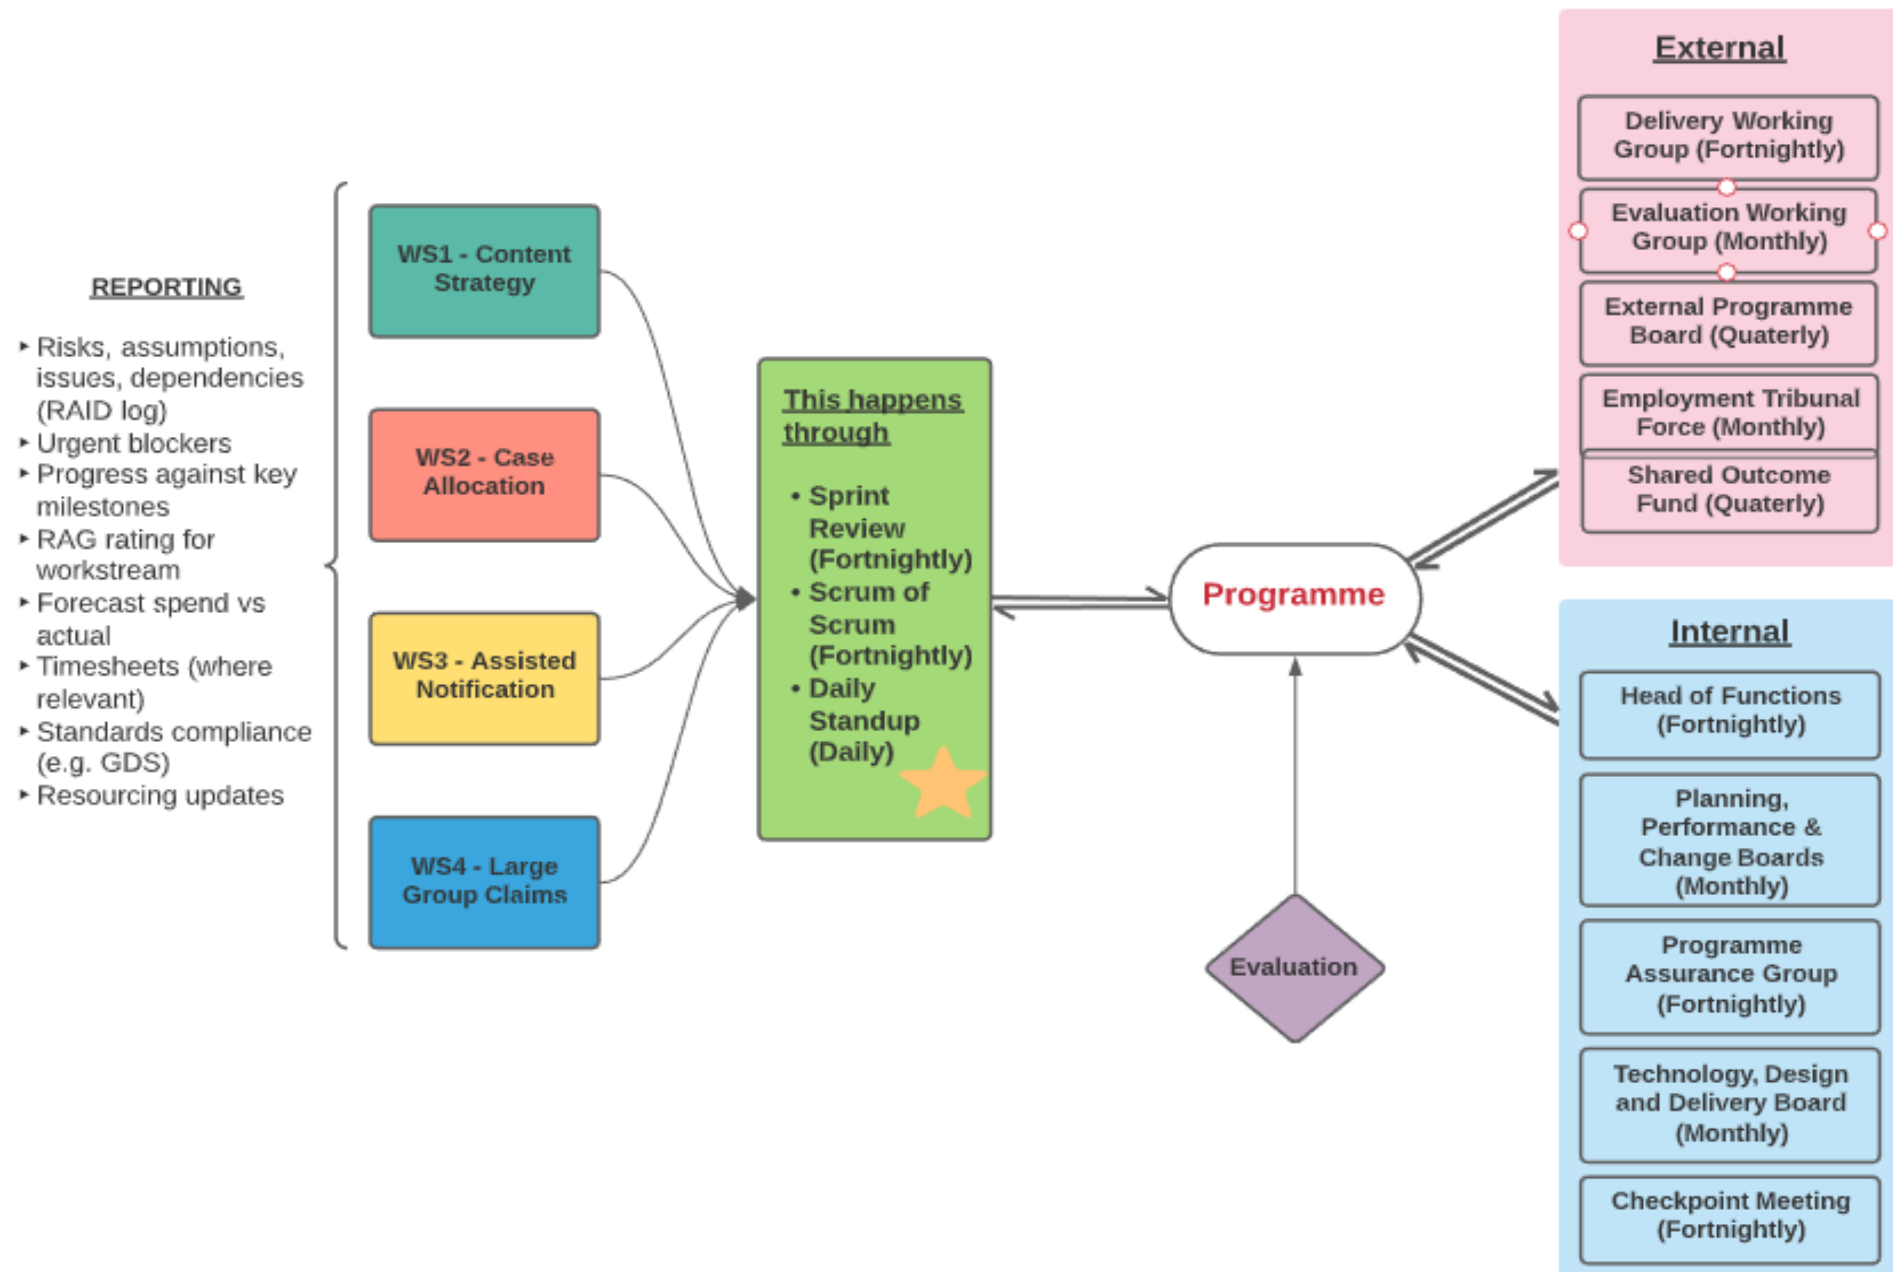 REPORTING
‣ Risks, assumptions,
issues, dependencies
(RAID log)
‣ Urgent blockers
‣ Progress against key
milestones
‣ RAG rating for
workstream
‣ Forecast spend vs
actual
‣ Timesheets (where
relevant)
‣ Standards compliance
(e.g. GDS)
‣ Resourcing updates
WS1 - Content
Strategy
WS2 - Case
Allocation
WS3 - Assisted
Notification
WS4 - Large
Group Claims
This happens
through
• Sprint
Review
(Fortnightly)
• Scrum of
Scrum
(Fortnightly)
• Daily
Standup
(Daily)
Programme
Evaluation
External
Delivery Working
Group (Fortnightly)
Evaluation Working
Group (Monthly)
External Programme
Board (Quaterly)
Employment Tribunal
Force (Monthly)
Shared Outcome
Fund (Quaterly)
Internal
Head of Functions
(Fortnightly)
Planning,
Performance &
Change Boards
(Monthly)
Programme
Assurance Group
(Fortnightly)
Technology, Design
and Delivery Board
(Monthly)
Checkpoint Meeting
(Fortnightly)